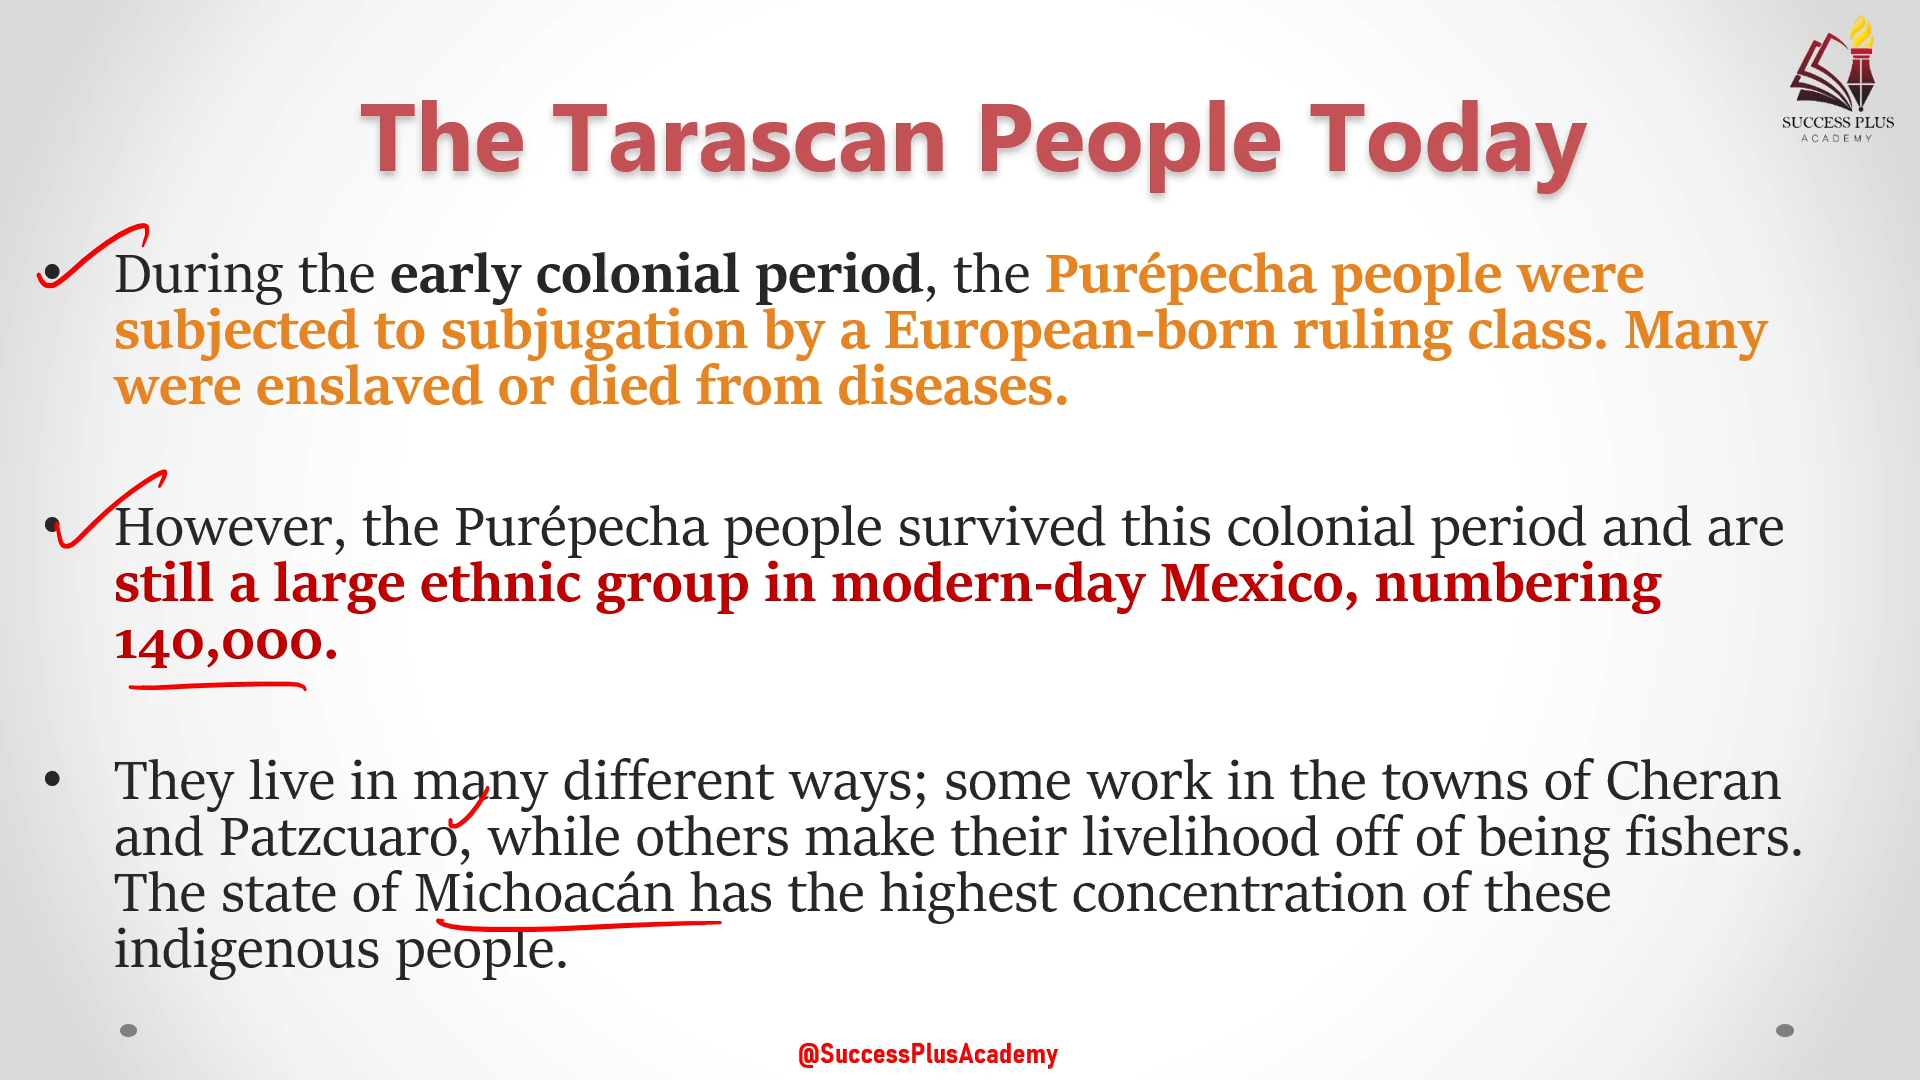 SUCCESS PLUS
ACADEMY
The Tarascan People Today
• During the early colonial period, the Purépecha people were
subjected to subjugation by a European-born ruling class. Many
were enslaved or died from diseases.
• However, the Purépecha people survived this colonial period and are
still a large ethnic group in modern-day Mexico, numbering
140,000.
• They live in many different ways; some work in the towns of Cheran
and Patzcuaro, while others make their livelihood off of being fishers.
The state of Michoacán has the highest concentration of these
indigenous people.
@SuccessPlusAcademy